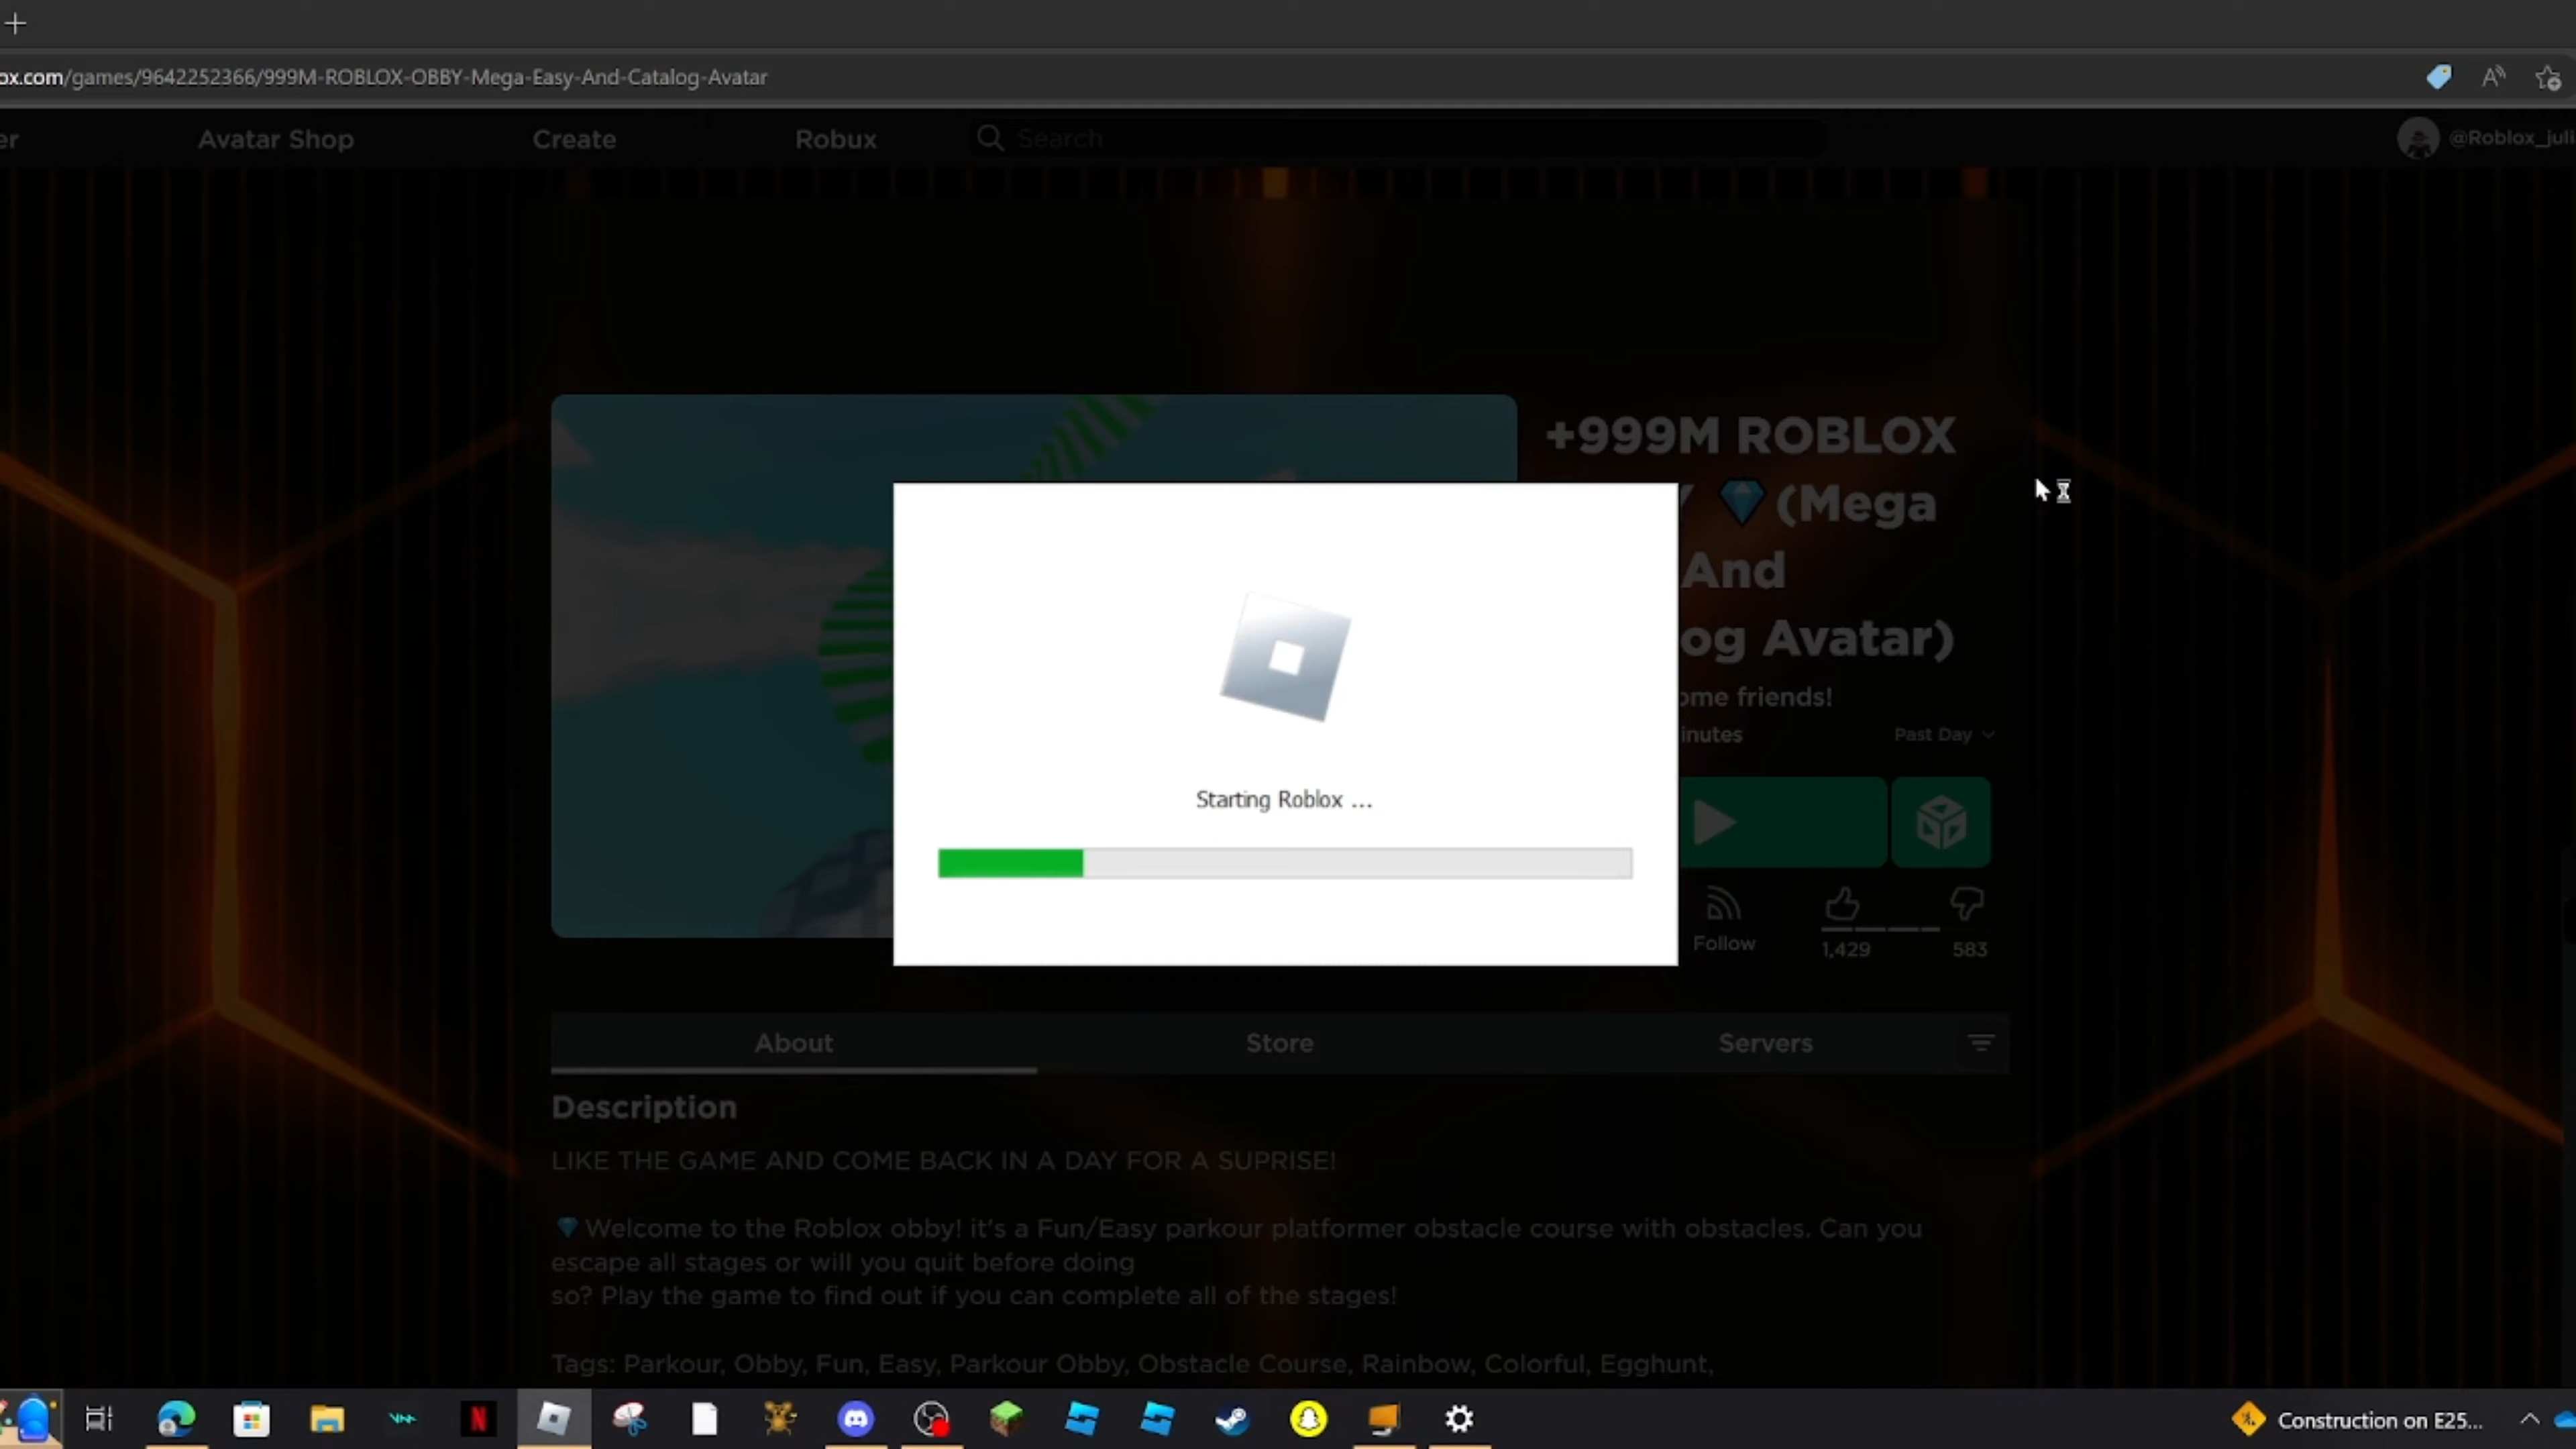 ox.com/games/9642252366/999M-ROBLOX-OBBY-Mega-Easy-And-Catalog-Avatar
er Avatar Shop Create Robux Search @Roblox_juli
+999M ROBLOX
(Mega
And
og Avatar)
ome friends!
inutes Past Day
Starting Roblox ...
Follow 1,429 583
About Store Servers
Description
LIKE THE GAME AND COME BACK IN A DAY FOR A SUPRISE!
Welcome to the Roblox obby! it's a Fun/Easy parkour platformer obstacle course with obstacles. Can you
escape all stages or will you quit before doing
so? Play the game to find out if you can complete all of the stages!
Tags: Parkour, Obby, Fun, Easy, Parkour Obby, Obstacle Course, Rainbow, Colorful, Egghunt,
Construction on E25...